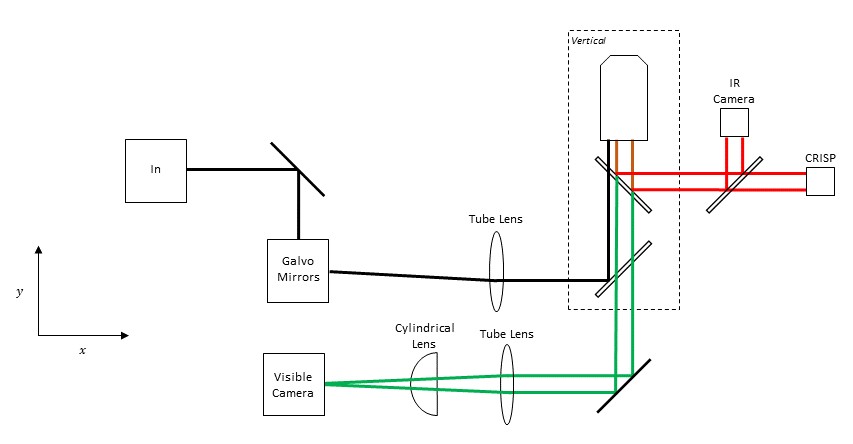 Vertical
IR
Camera
In
CRISP
Tube Lens
Galvo
Mirrors
y
x
Cylindrical
Lens
Tube Lens
Visible
Camera